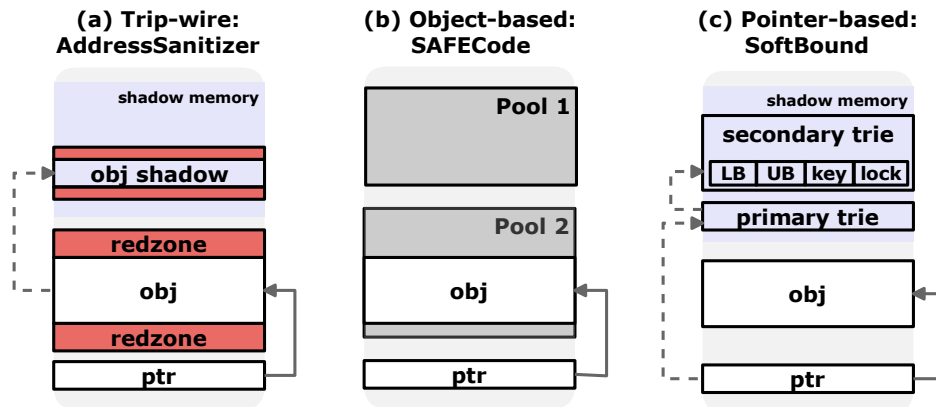 (a) Trip-wire:
AddressSanitizer
shadow memory
obj shadow
redzone
obj
redzone
ptr
(b) Object-based:
SAFECode
Pool 1
Pool 2
obj
ptr
(c) Pointer-based:
SoftBound
shadow memory
secondary trie
LB UB key lock
primary trie
obj
ptr